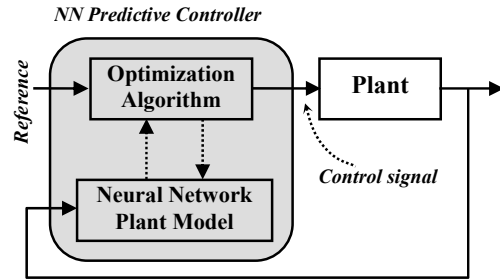 NN Predictive Controller
Reference
Optimization
Algorithm
Plant
Control signal
Neural Network
Plant Model